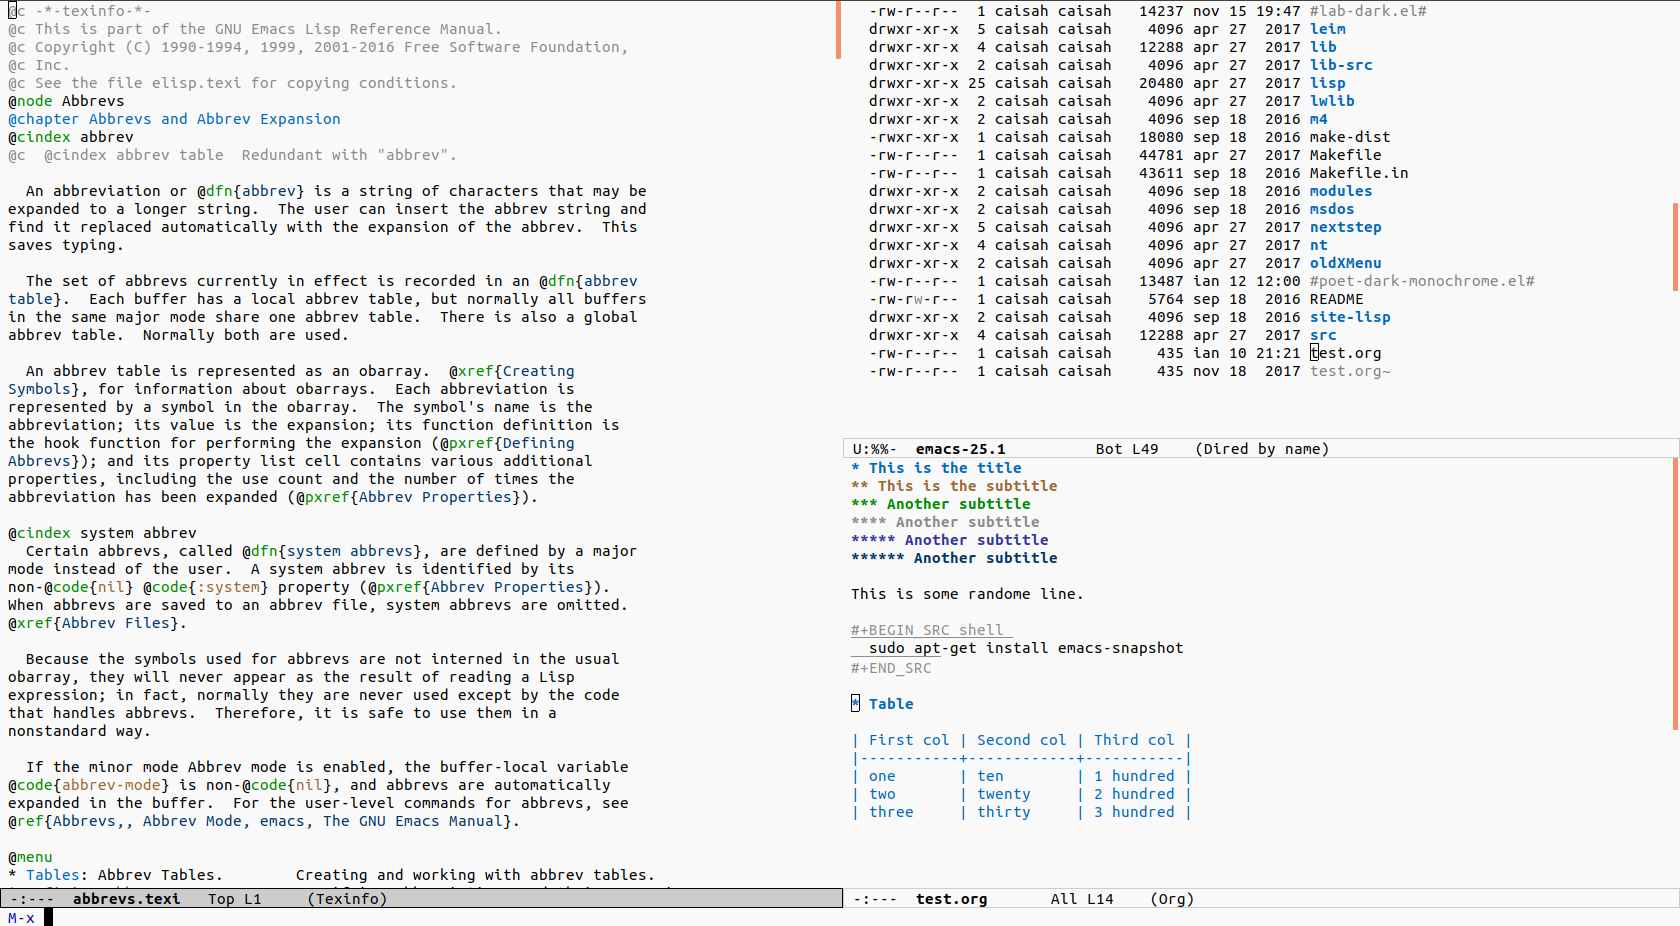 @c -*-texinfo-*-
@c This is part of the GNU Emacs Lisp Reference Manual.
@c Copyright (C) 1990-1994, 1999, 2001-2016 Free Software Foundation,
@c Inc.
@c See the file elisp.texi for copying conditions.
@node Abbrevs
@chapter Abbrevs and Abbrev Expansion
@cindex abbrev
@c  @cindex abbrev table  Redundant with "abbrev".

  An abbreviation or @dfn{abbrev} is a string of characters that may be
expanded to a longer string.  The user can insert the abbrev string and
find it replaced automatically with the expansion of the abbrev.  This
saves typing.

  The set of abbrevs currently in effect is recorded in an @dfn{abbrev
table}.  Each buffer has a local abbrev table, but normally all buffers
in the same major mode share one abbrev table.  There is also a global
abbrev table.  Normally both are used.

  An abbrev table is represented as an obarray.  @xref{Creating
Symbols}, for information about obarrays.  Each abbreviation is
represented by a symbol in the obarray.  The symbol's name is the
abbreviation; its value is the expansion; its function definition is
the hook function for performing the expansion (@pxref{Defining
Abbrevs}); and its property list cell contains various additional
properties, including the use count and the number of times the
abbreviation has been expanded (@pxref{Abbrev Properties}).

@cindex system abbrev
  Certain abbrevs, called @dfn{system abbrevs}, are defined by a major
mode instead of the user.  A system abbrev is identified by its
non-@code{nil} @code{:system} property (@pxref{Abbrev Properties}).
When abbrevs are saved to an abbrev file, system abbrevs are omitted.
@xref{Abbrev Files}.

  Because the symbols used for abbrevs are not interned in the usual
obarray, they will never appear as the result of reading a Lisp
expression; in fact, normally they are never used except by the code
that handles abbrevs.  Therefore, it is safe to use them in a
nonstandard way.

  If the minor mode Abbrev mode is enabled, the buffer-local variable
@code{abbrev-mode} is non-@code{nil}, and abbrevs are automatically
expanded in the buffer.  For the user-level commands for abbrevs, see
@ref{Abbrevs,, Abbrev Mode, emacs, The GNU Emacs Manual}.

@menu
* Tables: Abbrev Tables.        Creating and working with abbrev tables.
-:---  abbrevs.texi   Top L1     (Texinfo)
M-x
-rw-r--r--  1 caisah caisah   14237 nov 15 19:47 #lab-dark.el#
drwxr-xr-x  5 caisah caisah    4096 apr 27  2017 leim
drwxr-xr-x  4 caisah caisah   12288 apr 27  2017 lib
drwxr-xr-x  2 caisah caisah    4096 apr 27  2017 lib-src
drwxr-xr-x 25 caisah caisah   20480 apr 27  2017 lisp
drwxr-xr-x  2 caisah caisah    4096 apr 27  2017 lwlib
drwxr-xr-x  2 caisah caisah    4096 sep 18  2016 m4
-rwxr-xr-x  1 caisah caisah   18080 sep 18  2016 make-dist
-rw-r--r--  1 caisah caisah   44781 apr 27  2017 Makefile
-rw-r--r--  1 caisah caisah   43611 sep 18  2016 Makefile.in
drwxr-xr-x  2 caisah caisah    4096 sep 18  2016 modules
drwxr-xr-x  2 caisah caisah    4096 sep 18  2016 msdos
drwxr-xr-x  5 caisah caisah    4096 apr 27  2017 nextstep
drwxr-xr-x  4 caisah caisah    4096 apr 27  2017 nt
drwxr-xr-x  2 caisah caisah    4096 apr 27  2017 oldXMenu
-rw-r--r--  1 caisah caisah   13487 ian 12 12:00 #poet-dark-monochrome.el#
-rw-rw-r--  1 caisah caisah    5764 sep 18  2016 README
drwxr-xr-x  2 caisah caisah    4096 sep 18  2016 site-lisp
drwxr-xr-x  4 caisah caisah   12288 apr 27  2017 src
-rw-r--r--  1 caisah caisah     435 ian 10 21:21 test.org
-rw-r--r--  1 caisah caisah     435 nov 18  2017 test.org~
U:%%-  emacs-25.1          Bot L49    (Dired by name)
* This is the title
** This is the subtitle
*** Another subtitle
**** Another subtitle
***** Another subtitle
****** Another subtitle

This is some randome line.

#+BEGIN_SRC shell
  sudo apt-get install emacs-snapshot
#+END_SRC

* Table

| First col | Second col | Third col |
|-----------+------------+-----------|
| one       | ten        | 1 hundred |
| two       | twenty     | 2 hundred |
| three     | thirty     | 3 hundred |
-:---  test.org       All L14    (Org)